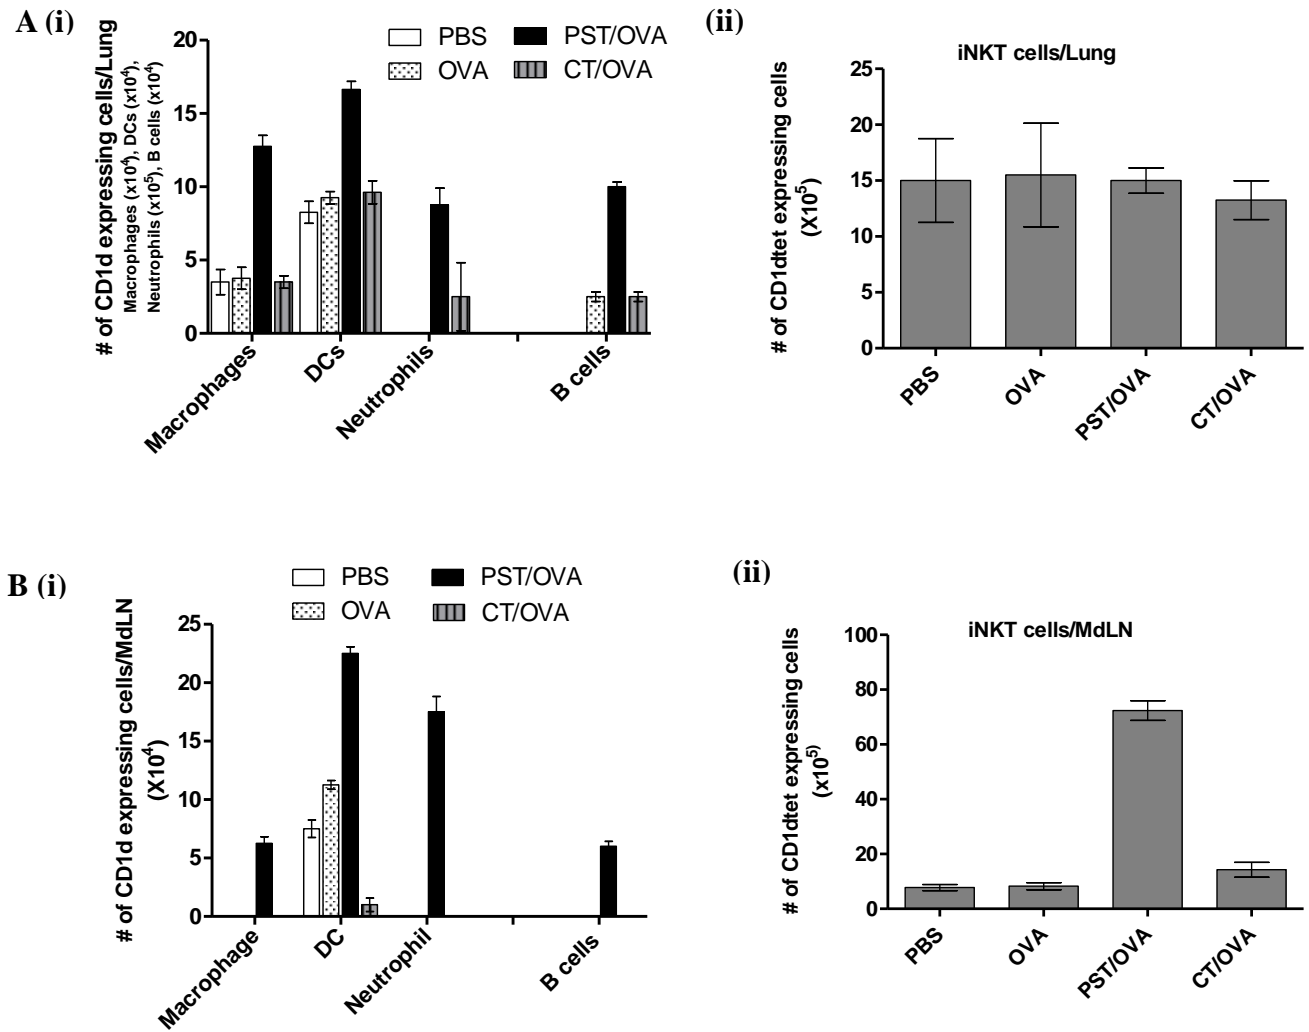 A (i)
# of CD1d expressing cells/Lung
Macrophages (x10⁴), DCs (x10⁴),
Neutrophils (x10⁵), B cells (x10⁴)
20
15
10
5
0
PBS
PST/OVA
OVA
CT/OVA
Macrophages
DCs
Neutrophils
B cells
(ii)
iNKT cells/Lung
# of CD1dtet expressing cells
(X10⁵)
25
20
15
10
5
0
PBS
OVA
PST/OVA
CT/OVA
B (i)
# of CD1d expressing cells/MdLN
(X10⁴)
25
20
15
10
5
0
PBS
PST/OVA
OVA
CT/OVA
Macrophage
DC
Neutrophil
B cells
(ii)
iNKT cells/MdLN
# of CD1dtet expressing cells
(x10⁵⁾
100
80
60
40
20
0
PBS
OVA
PST/OVA
CT/OVA